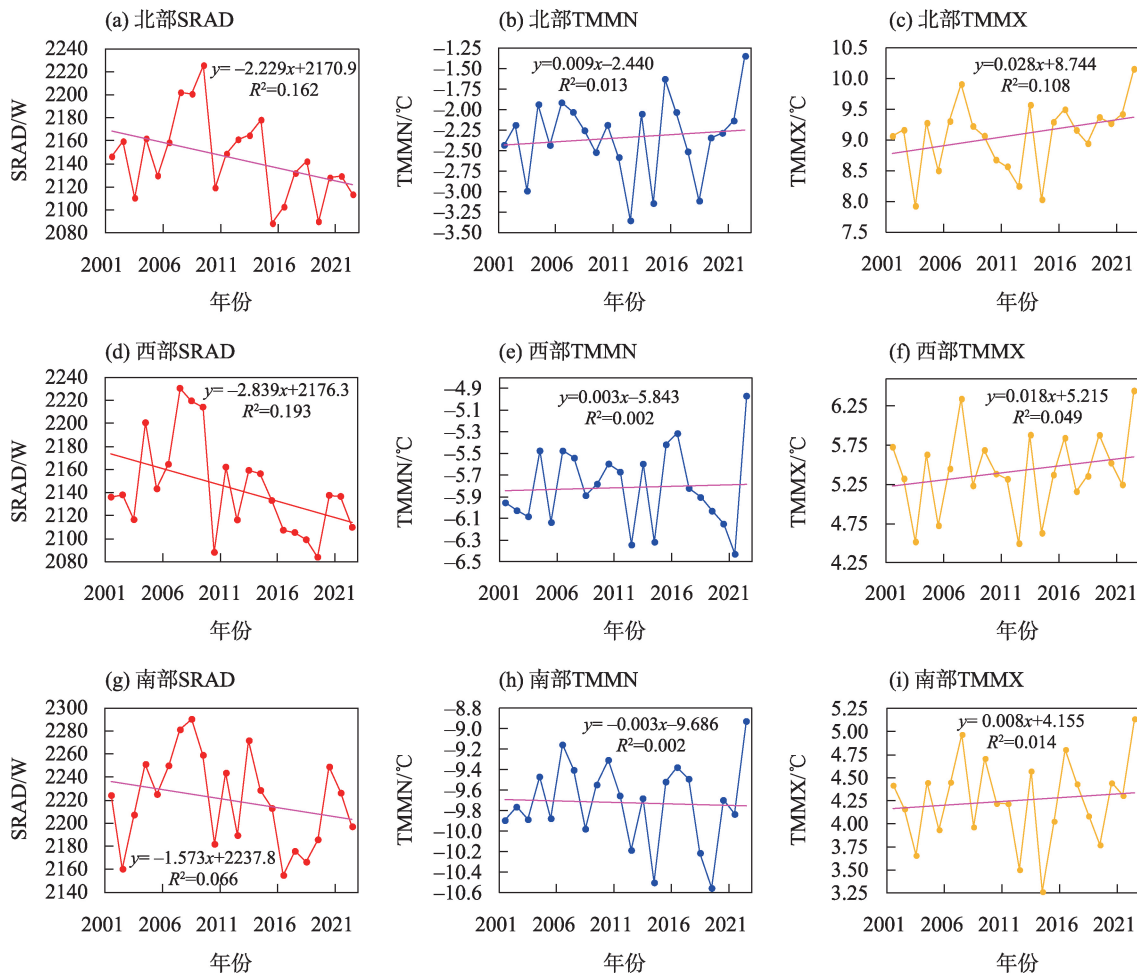 (a) 北部SRAD
2240
2220
2200
2180
2160
2140
2120
2100
2080
SRAD/W
y= −2.229x+2170.9
R²=0.162
2001 2006 2011 2016 2021
年份
(b) 北部TMMN
−1.25
−1.50
−1.75
−2.00
−2.25
−2.50
−2.75
−3.00
−3.25
−3.50
TMMN/℃
y=0.009x−2.440
R²=0.013
2001 2006 2011 2016 2021
年份
(c) 北部TMMX
10.5
10.0
9.5
9.0
8.5
8.0
7.5
TMMX/℃
y=0.028x+8.744
R²=0.108
2001 2006 2011 2016 2021
年份
(d) 西部SRAD
2240
2220
2200
2180
2160
2140
2120
2100
2080
SRAD/W
y= −2.839x+2176.3
R²=0.193
2001 2006 2011 2016 2021
年份
(e) 西部TMMN
−4.9
−5.1
−5.3
−5.5
−5.7
−5.9
−6.1
−6.3
−6.5
TMMN/℃
y=0.003x−5.843
R²=0.002
2001 2006 2011 2016 2021
年份
(f) 西部TMMX
6.25
5.75
5.25
4.75
4.25
TMMX/℃
y=0.018x+5.215
R²=0.049
2001 2006 2011 2016 2021
年份
(g) 南部SRAD
2300
2280
2260
2240
2220
2200
2180
2160
2140
SRAD/W
y= −1.573x+2237.8
R²=0.066
2001 2006 2011 2016 2021
年份
(h) 南部TMMN
−8.8
−9.0
−9.2
−9.4
−9.6
−9.8
−10.0
−10.2
−10.4
−10.6
TMMN/℃
y= −0.003x−9.686
R²=0.002
2001 2006 2011 2016 2021
年份
(i) 南部TMMX
5.25
5.00
4.75
4.50
4.25
4.00
3.75
3.50
3.25
TMMX/℃
y= 0.008x+4.155
R²=0.014
2001 2006 2011 2016 2021
年份